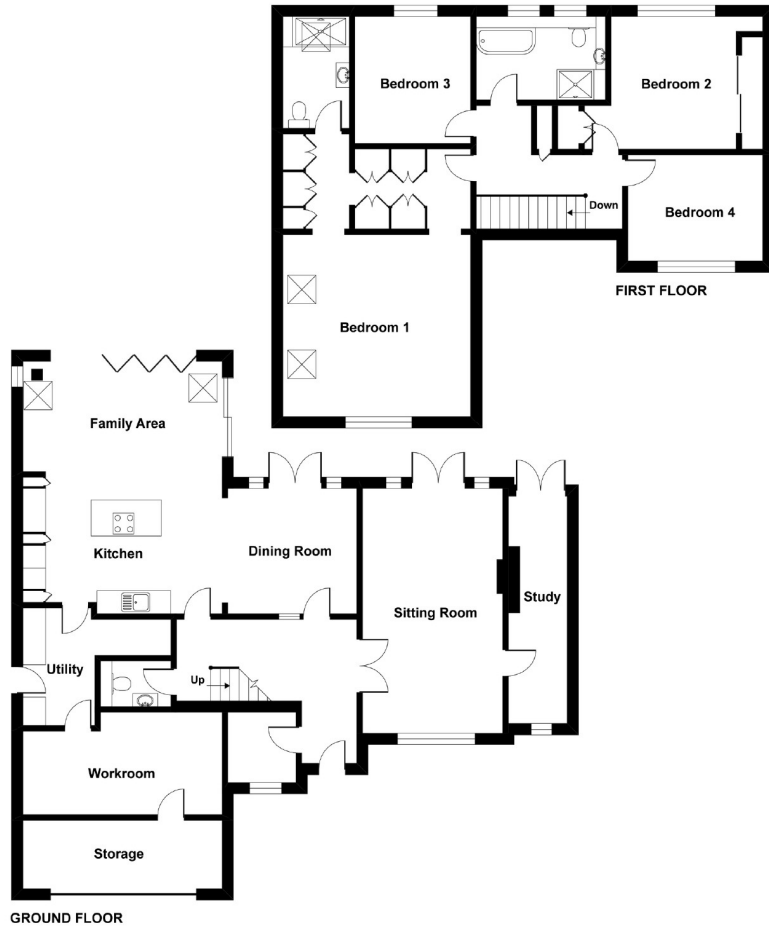 Bedroom 3
Bedroom 2
Down
Bedroom 4
Bedroom 1
FIRST FLOOR
Family Area
Kitchen
Dining Room
Sitting Room
Study
Utility
Up
Workroom
Storage
GROUND FLOOR